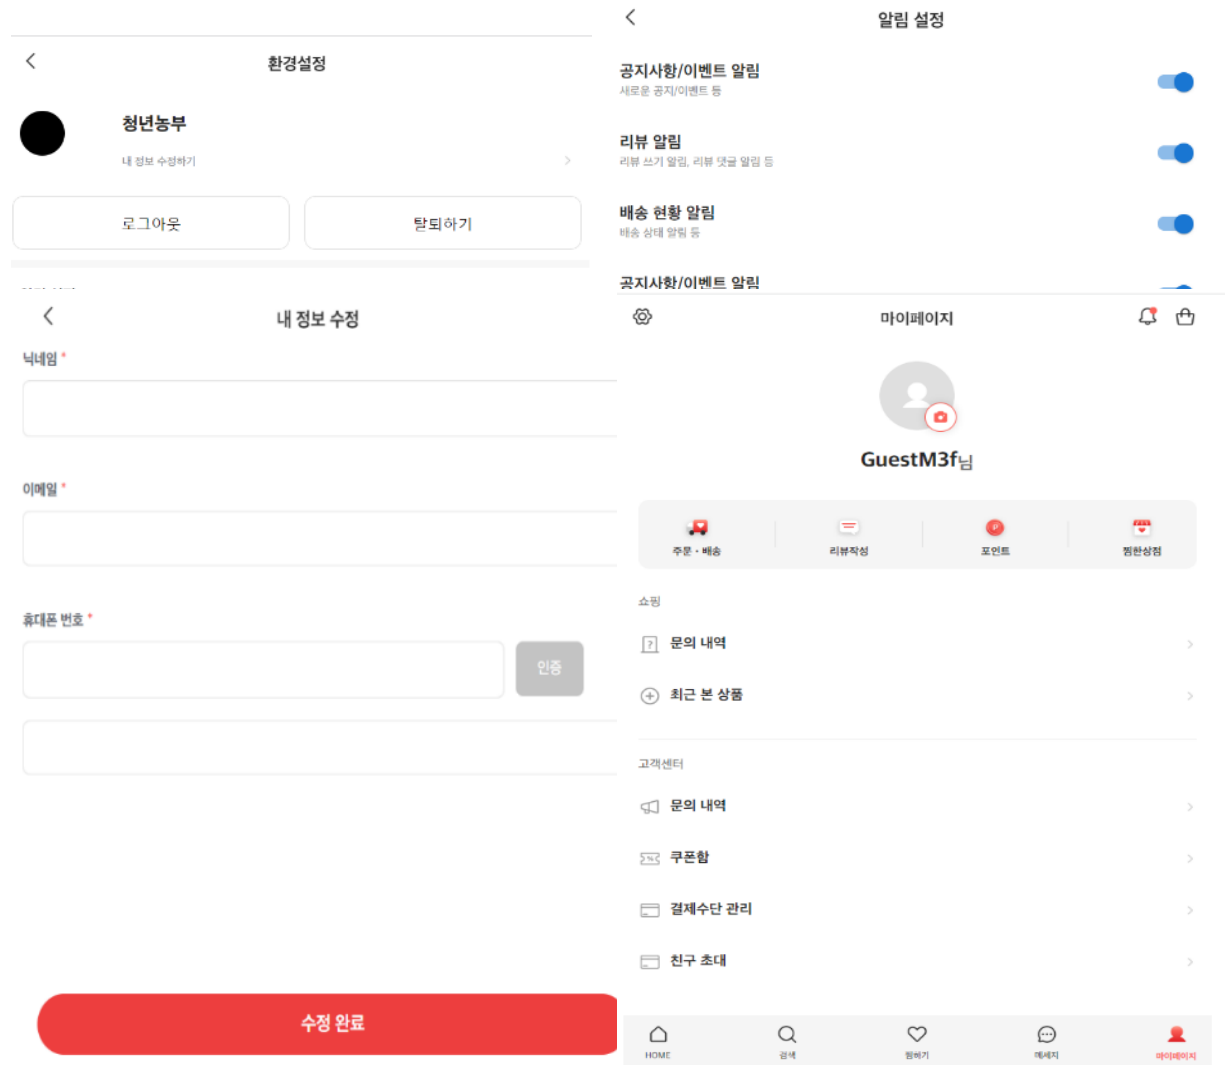 환경설정
청년농부
내 정보 수정하기
로그아웃
탈퇴하기
알림 설정
공지사항/이벤트 알림
새로운 공지/이벤트 등
리뷰 알림
리뷰 쓰기 알림, 리뷰 댓글 알림 등
배송 현황 알림
배송 상태 알림 등
공지사항/이벤트 알림
내 정보 수정
닉네임 *
이메일 *
휴대폰 번호 *
인증
수정 완료
마이페이지
GuestM3f님
주문・배송
리뷰작성
포인트
찜한상점
쇼핑
문의 내역
최근 본 상품
고객센터
문의 내역
쿠폰함
결제수단 관리
친구 초대
HOME
검색
찜하기
메세지
마이페이지